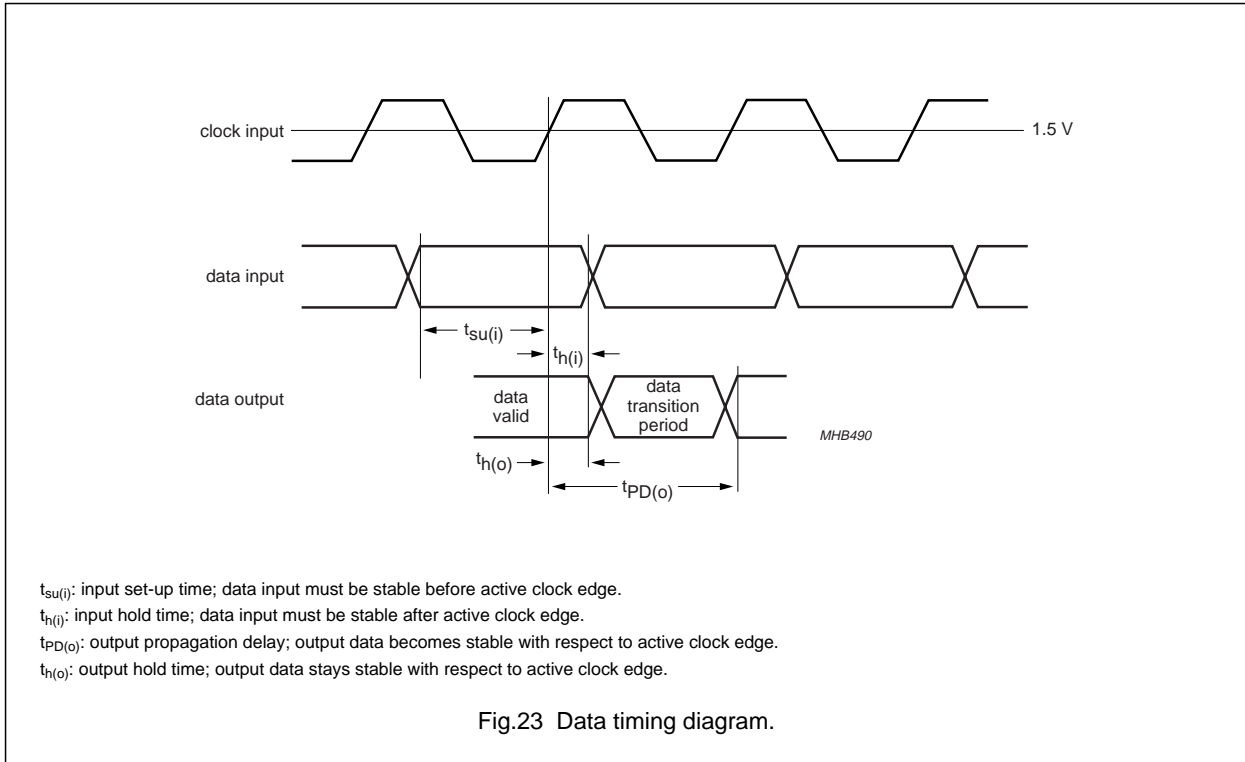 clock input
1.5 V
data input
tsu(i)
th(i)
data output
data
valid
data
transition
period
MHB490
th(o)
tPD(o)
tsu(i): input set-up time; data input must be stable before active clock edge.
th(i): input hold time; data input must be stable after active clock edge.
tPD(o): output propagation delay; output data becomes stable with respect to active clock edge.
th(o): output hold time; output data stays stable with respect to active clock edge.
Fig.23 Data timing diagram.